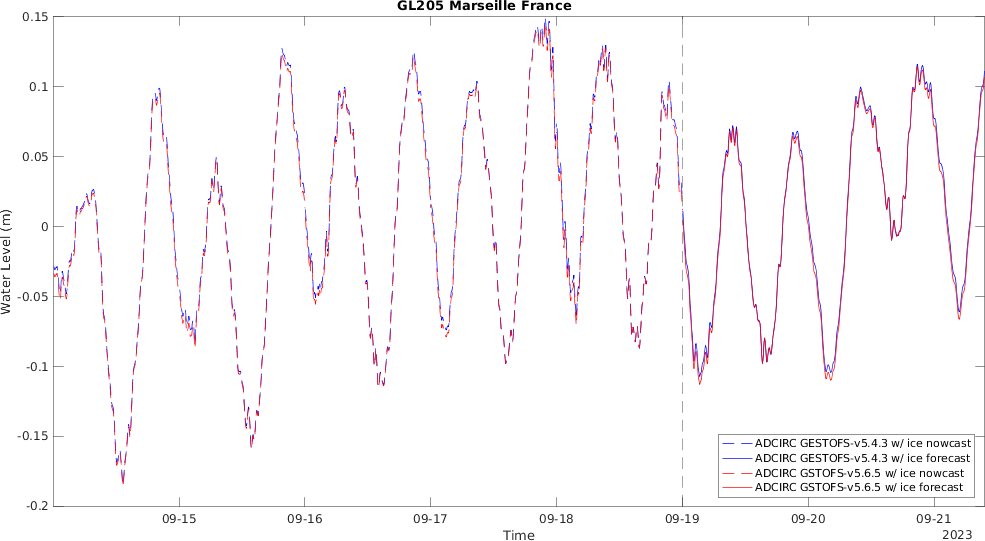 GL205 Marseille France
0.15
0.1
0.05
0
-0.05
-0.1
-0.15
-0.2
Water Level (m)
ADCIRC GESTOFS-v5.4.3 w/ ice nowcast
ADCIRC GESTOFS-v5.4.3 w/ ice forecast
ADCIRC GSTOFS-v5.6.5 w/ ice nowcast
ADCIRC GSTOFS-v5.6.5 w/ ice forecast
09-15 09-16 09-17 09-18 09-19 09-20 09-21
Time
2023